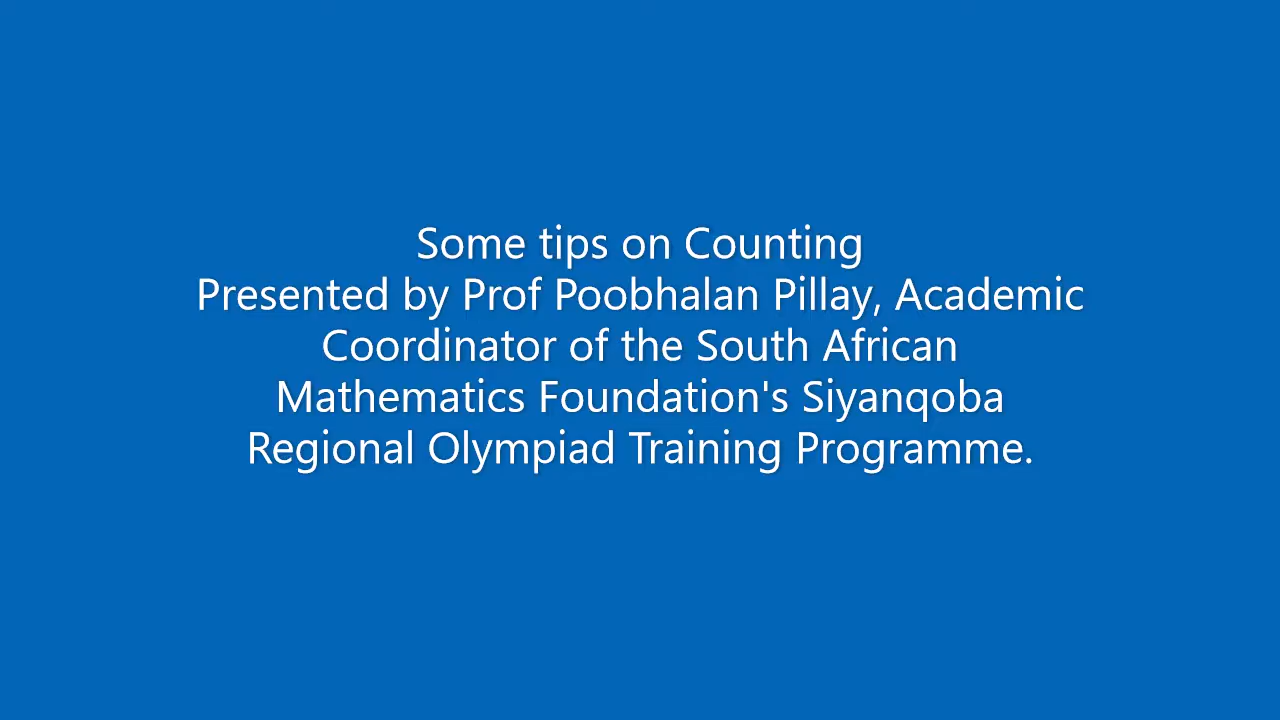 Some tips on Counting
Presented by Prof Poobhalan Pillay, Academic
Coordinator of the South African
Mathematics Foundation's Siyanqoba
Regional Olympiad Training Programme.